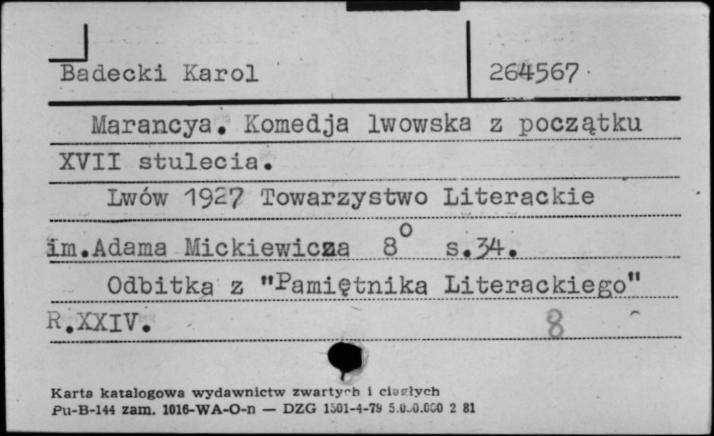 Badecki Karol 264567
Marancya. Komedja lwowska z początku
XVII stulecia.
Lwów 1927 Towarzystwo Literackie
im.Adama Mickiewicza 8° s.34.
Odbitka z "Pamiętnika Literackiego"
R.XXIV. 8
Karta katalogowa wydawnictw zwartych i ciągłych
Pu-B-144 zam. 1016-WA-O-n — DZG 1501-4-79 5.0.0.000 2 81